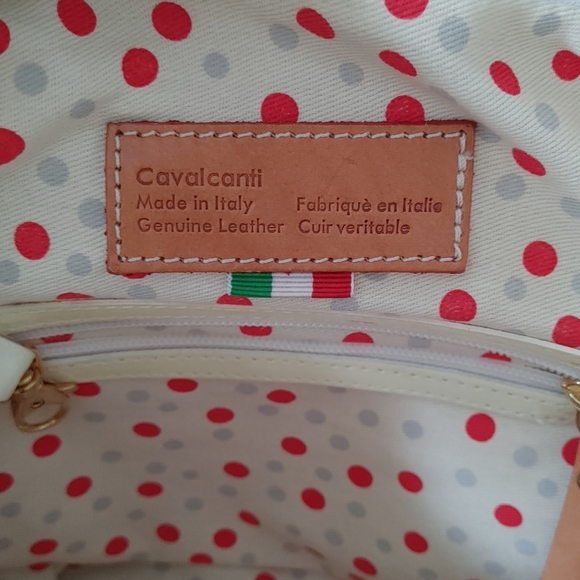 Cavalcanti
Made in Italy Fabriquè en Italie
Genuine Leather Cuir veritable